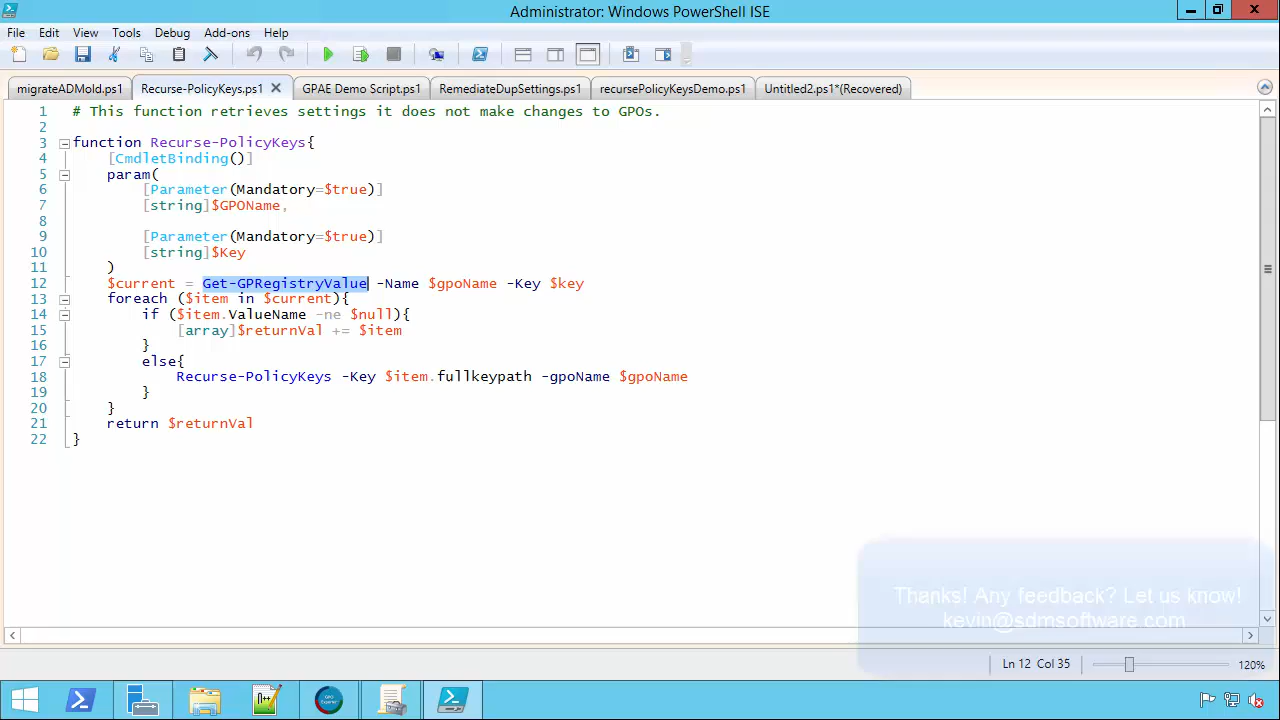 Administrator: Windows PowerShell ISE
File Edit View Tools Debug Add-ons Help
migrateADMold.ps1 Recurse-PolicyKeys.ps1 GPAE Demo Script.ps1 RemediateDupSettings.ps1 recursePolicyKeysDemo.ps1 Untitled2.ps1*(Recovered)
1 # This function retrieves settings it does not make changes to GPOs.
2
3 function Recurse-PolicyKeys{
4 [CmdletBinding()]
5 param(
6 [Parameter(Mandatory=$true)]
7 [string]$GPOName,
8
9 [Parameter(Mandatory=$true)]
10 [string]$Key
11 )
12 $current = Get-GPRegistryValue -Name $gpoName -Key $key
13 foreach ($item in $current){
14 if ($item.ValueName -ne $null){
15 [array]$returnVal += $item
16 }
17 else{
18 Recurse-PolicyKeys -Key $item.fullkeypath -gpoName $gpoName
19 }
20 }
21 return $returnVal
22 }
Thanks! Any feedback? Let us know!
kevin@sdmsoftware.com
Ln 12 Col 35 120%